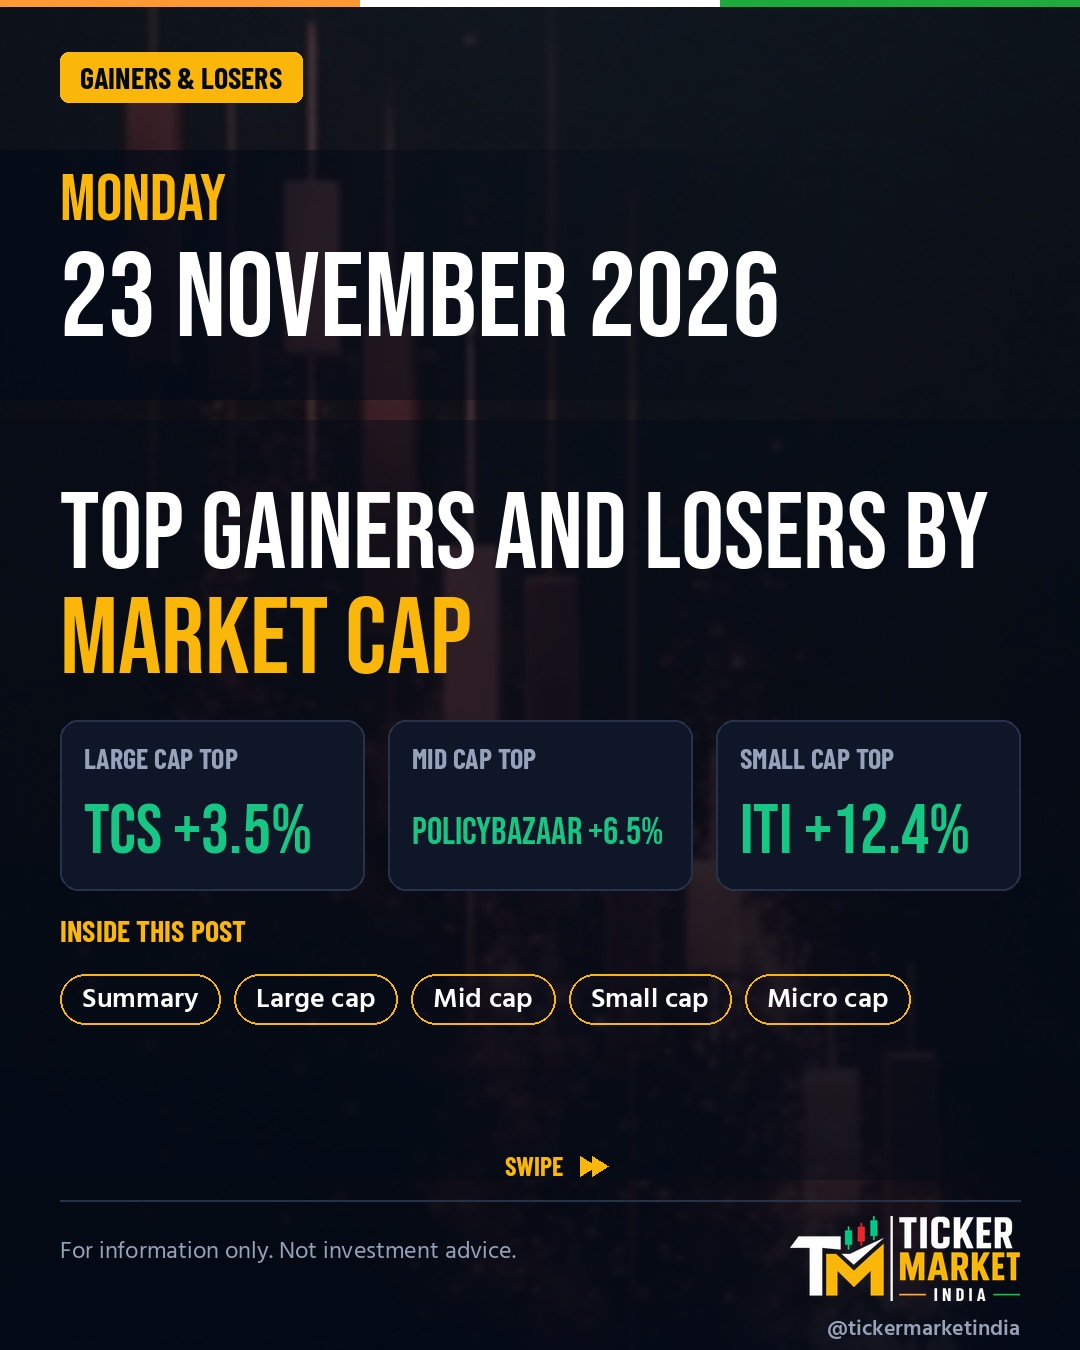 GAINERS & LOSERS
MONDAY
23 NOVEMBER 2026
TOP GAINERS AND LOSERS BY
MARKET CAP
LARGE CAP TOP
TCS +3.5%
MID CAP TOP
POLICYBAZAAR +6.5%
SMALL CAP TOP
ITI +12.4%
INSIDE THIS POST
Summary
Large cap
Mid cap
Small cap
Micro cap
SWIPE
For information only. Not investment advice.
TM
TICKER
MARKET
INDIA
@tickermarketindia